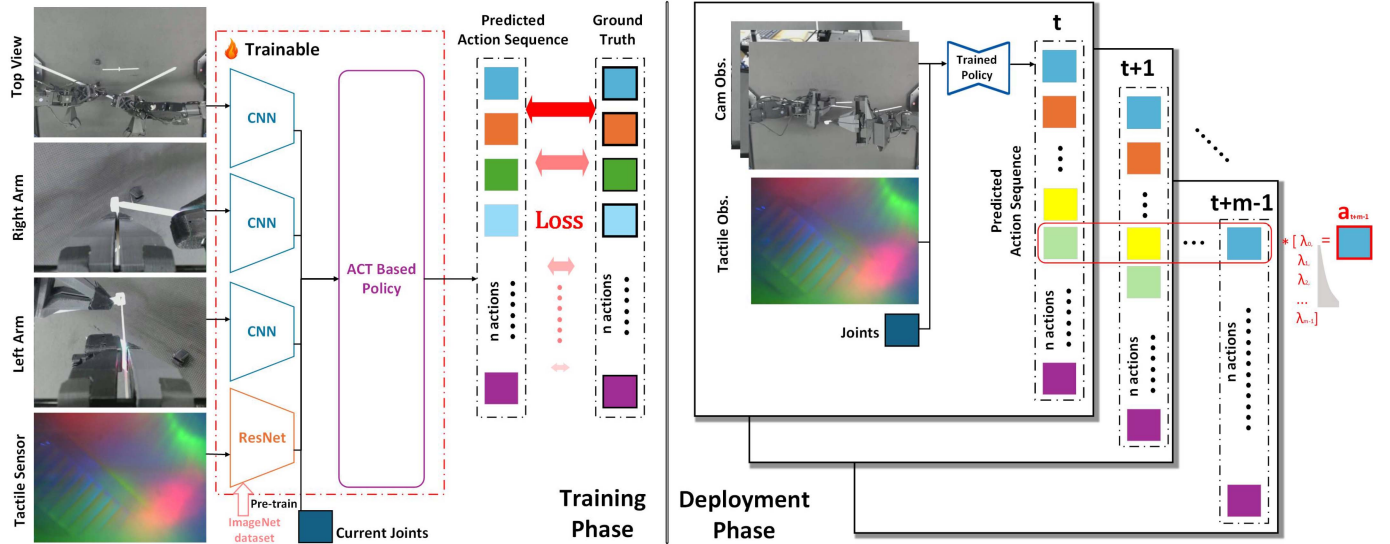 Top View
Right Arm
Left Arm
Tactile Sensor
Trainable
CNN
CNN
CNN
ResNet
Pre-train
ImageNet
dataset
Current Joints
ACT Based
Policy
Predicted
Action Sequence
n actions
Ground
Truth
n actions
Loss
Training
Phase
Deployment
Phase
Cam Obs.
Tactile Obs.
Joints
Trained
Policy
Predicted
Action Sequence
t
n actions
t+1
n actions
t+m-1
n actions
* [ λ0, = a t+m-1
λ1,
λ2,
...
λm-1]